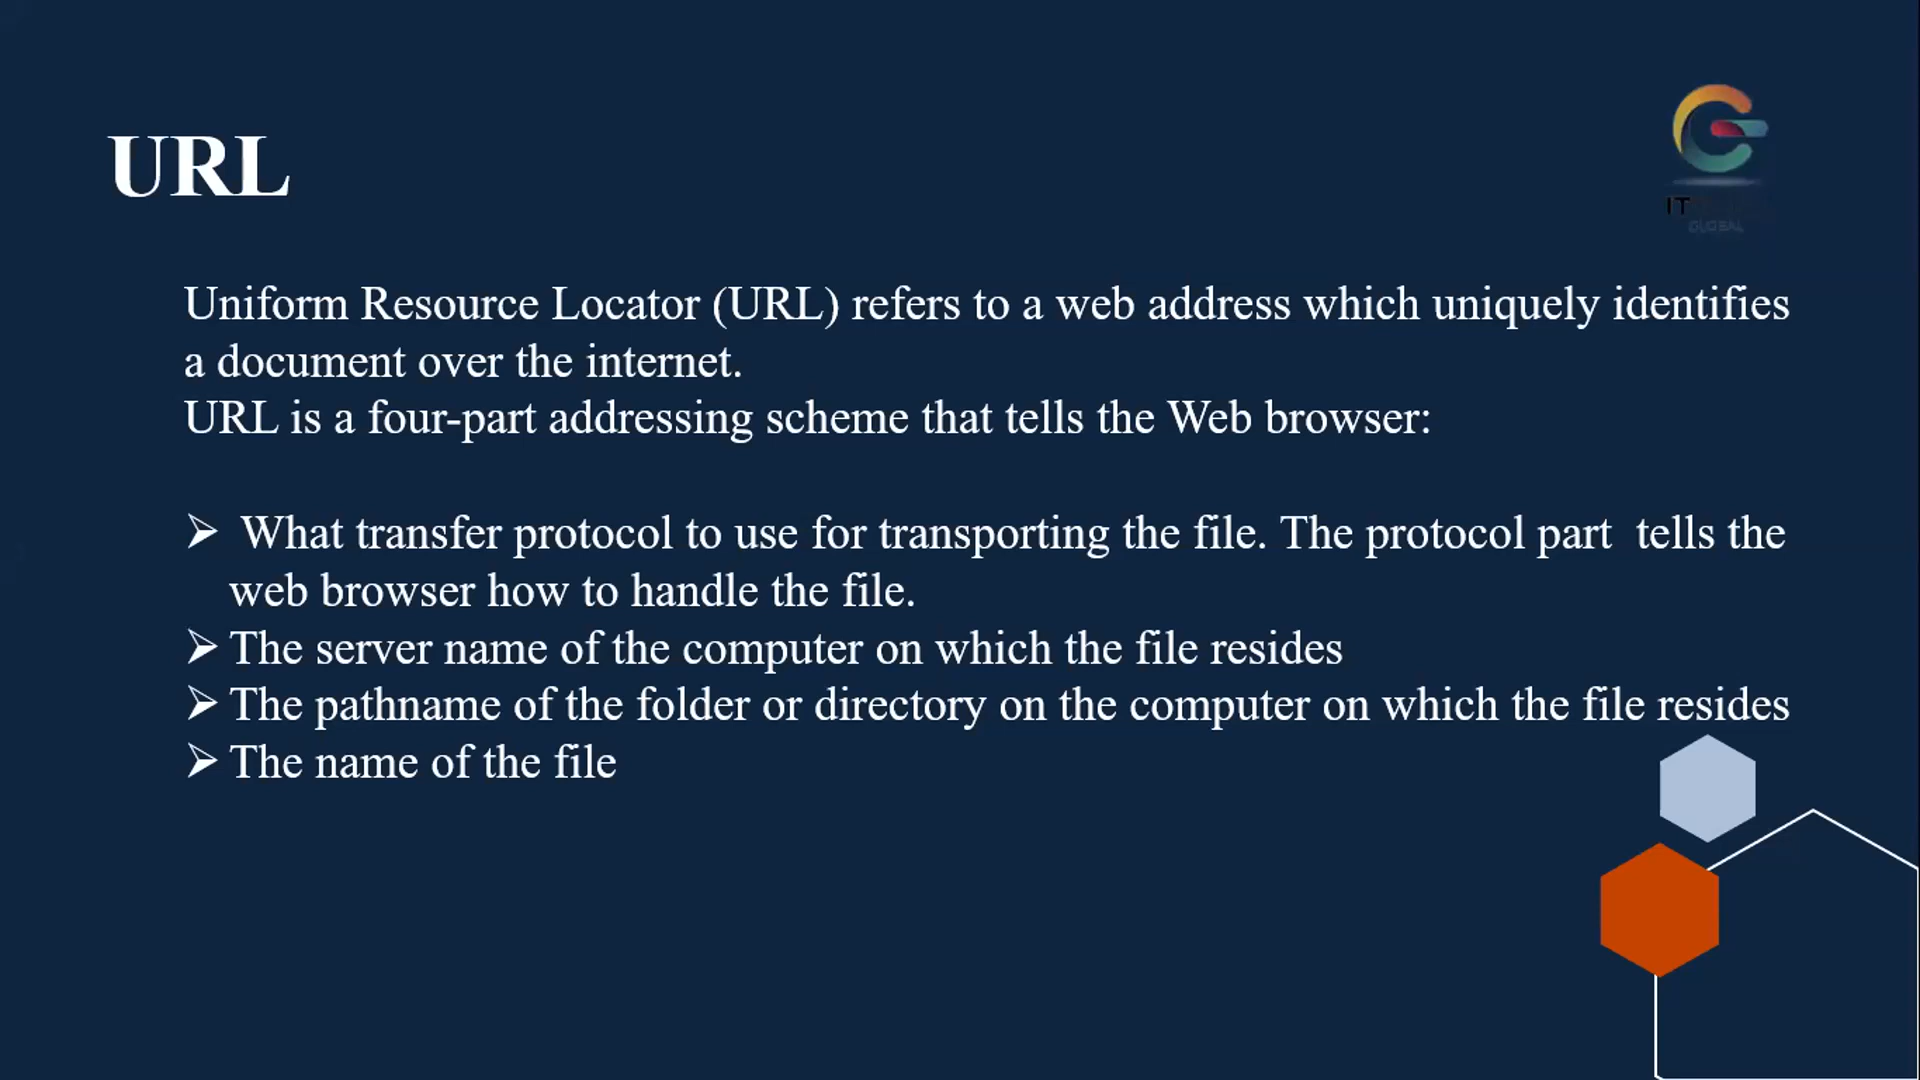 URL
IT
GLOBAL
Uniform Resource Locator (URL) refers to a web address which uniquely identifies
a document over the internet.
URL is a four-part addressing scheme that tells the Web browser:
➢ What transfer protocol to use for transporting the file. The protocol part tells the
web browser how to handle the file.
➢ The server name of the computer on which the file resides
➢ The pathname of the folder or directory on the computer on which the file resides
➢ The name of the file